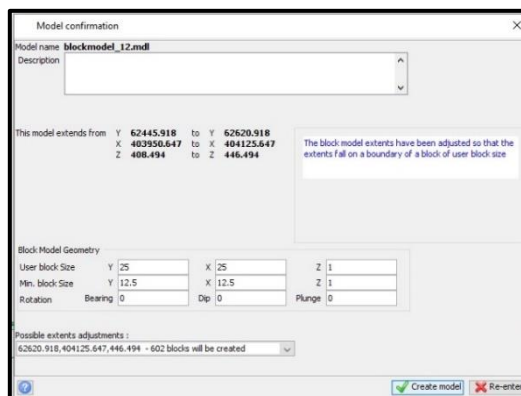 Model confirmation
Model name blockmodel_12.mdl
Description
This model extends from Y 62445.918 to Y 62620.918
X 403950.647 to X 404125.647
Z 408.494 to Z 446.494
The block model extents have been adjusted so that the
extents fall on a boundary of a block of user block size
Block Model Geometry
User block Size Y 25 X 25 Z 1
Min. block Size Y 12.5 X 12.5 Z 1
Rotation Bearing 0 Dip 0 Plunge 0
Possible extents adjustments :
62620.918,404125.647,446.494 - 602 blocks will be created
Create model Re-enter